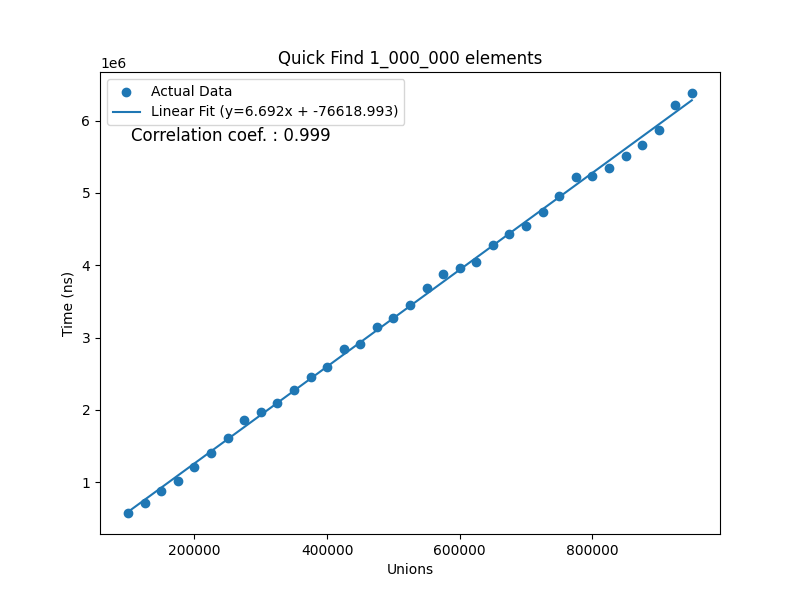 Quick Find 1_000_000 elements
1e6
Actual Data
Linear Fit (y=6.692x + -76618.993)
Correlation coef. : 0.999
6
5
4
3
2
1
Time (ns)
200000
400000
600000
800000
Unions